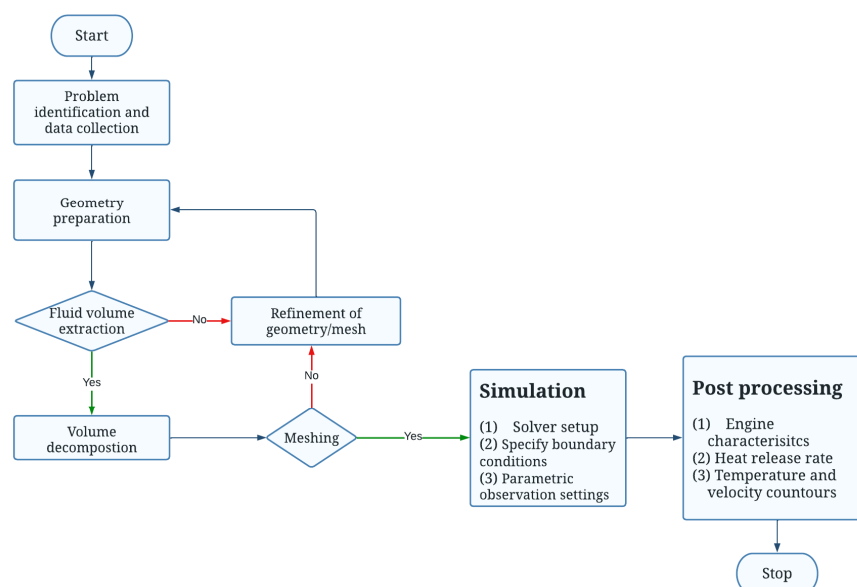 Start
Problem
identification and
data collection
Geometry
preparation
Fluid volume
extraction
No
Refinement of
geometry/mesh
Yes
No
Volume
decompostion
Meshing
Yes
Simulation
(1) Solver setup
(2) Specify boundary
conditions
(3) Parametric
observation settings
Post processing
(1) Engine
characterisitcs
(2) Heat release rate
(3) Temperature and
velocity countours
Stop